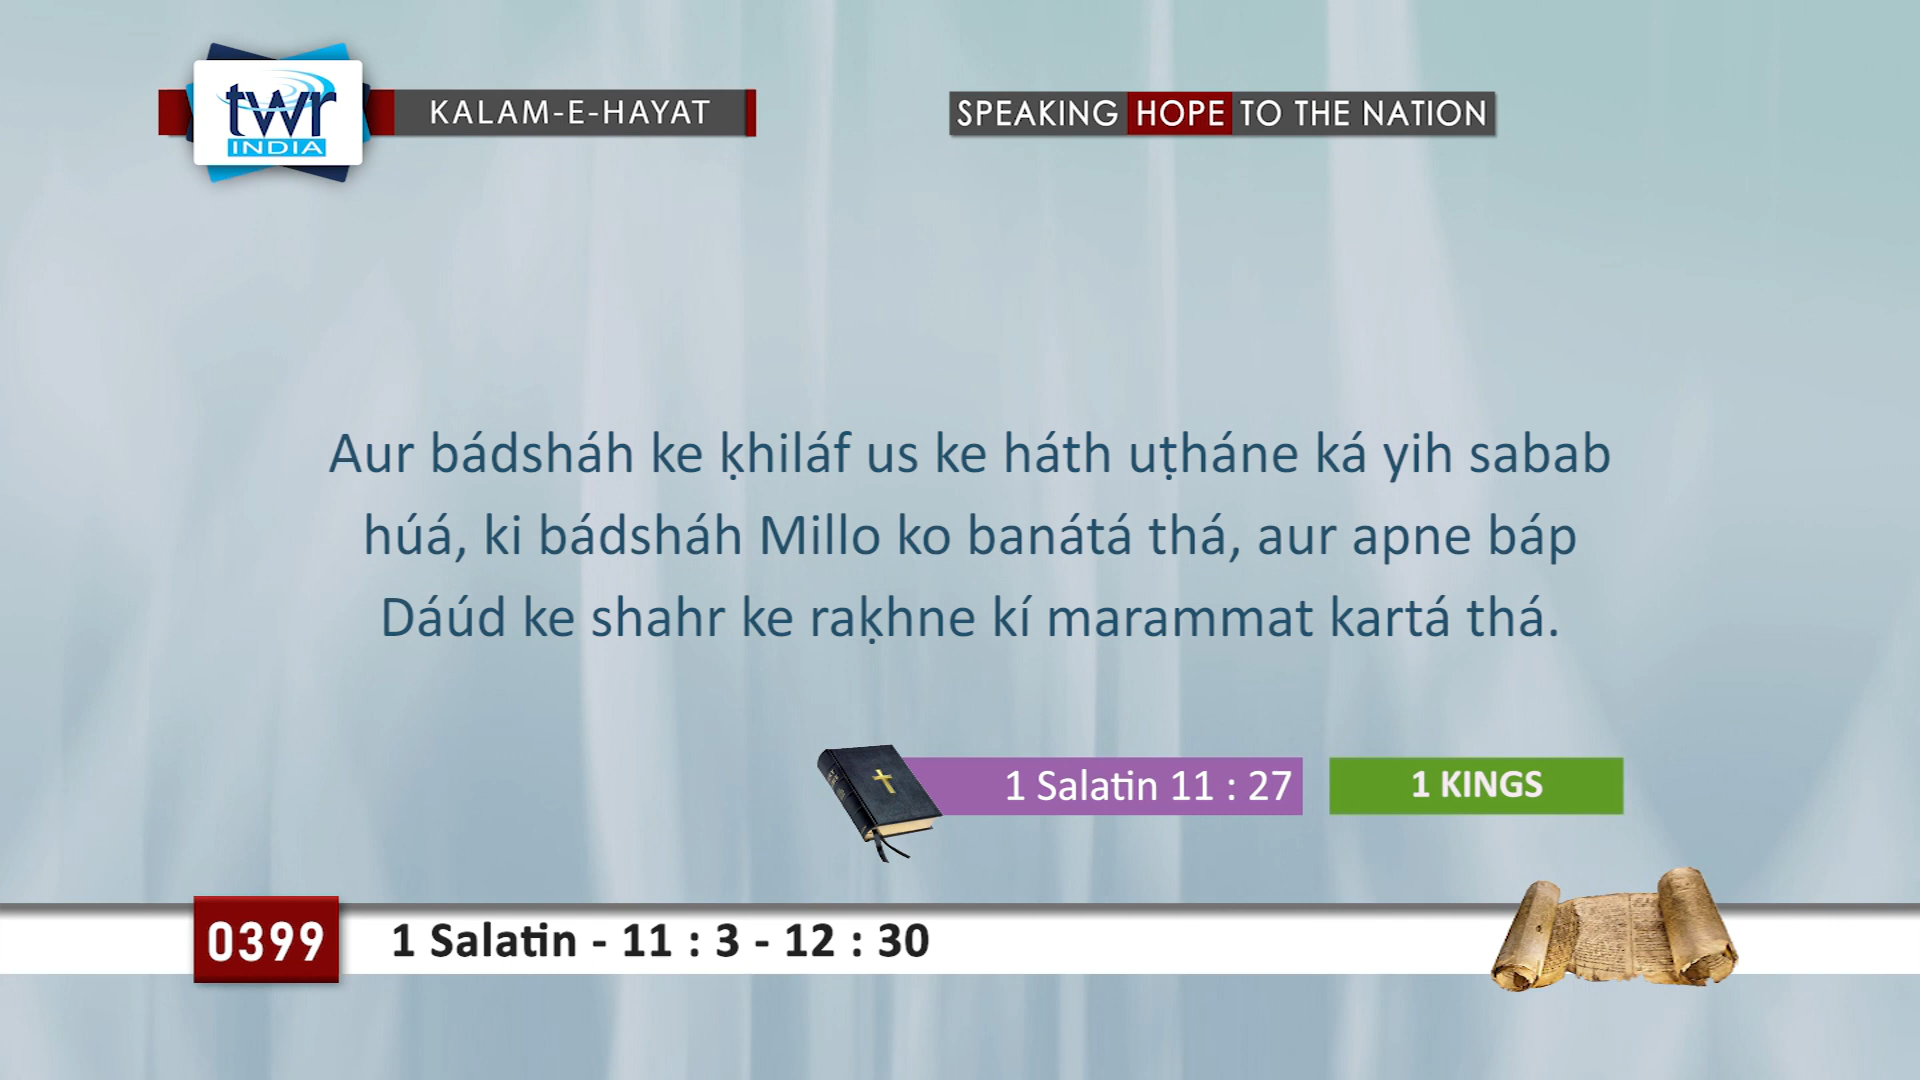 twr
INDIA
KALAM-E-HAYAT
SPEAKING HOPE TO THE NATION
Aur bádsháh ke ḳhiláf us ke háth uṭháne ká yih sabab
húá, ki bádsháh Millo ko banátá thá, aur apne báp
Dáúd ke shahr ke raḳhne kí marammat kartá thá.
1 Salatin 11 : 27
1 KINGS
0399
1 Salatin - 11 : 3 - 12 : 30